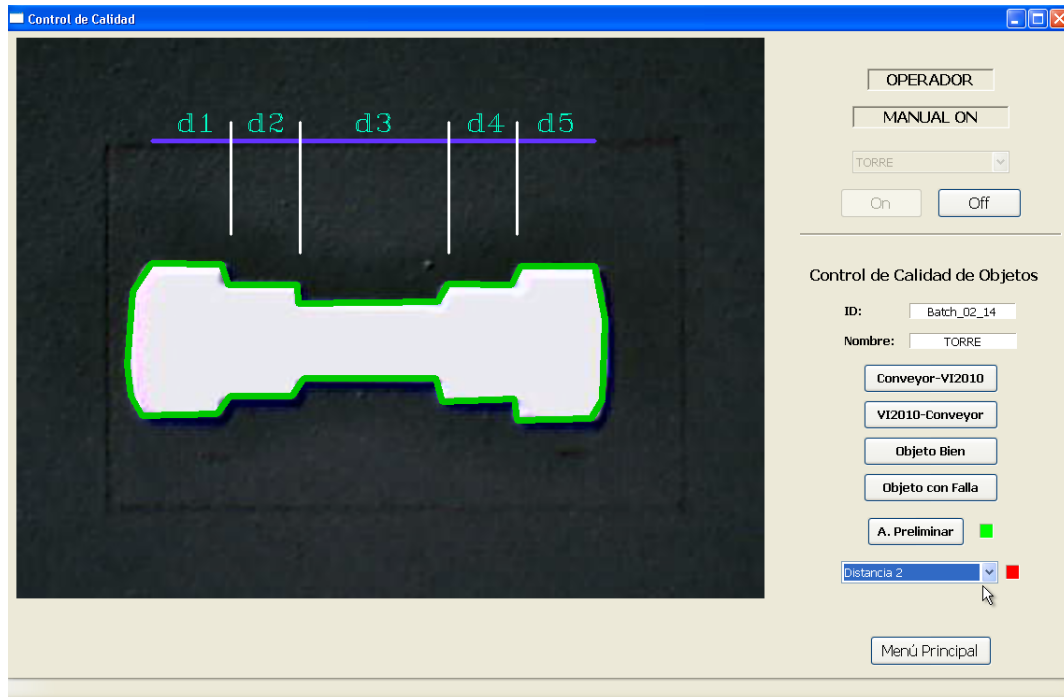 Control de Calidad
d1 d2 d3 d4 d5
OPERADOR
MANUAL ON
TORRE
On Off
Control de Calidad de Objetos
ID: Batch_02_14
Nombre: TORRE
Conveyor-VI2010
VI2010-Conveyor
Objeto Bien
Objeto con Falla
A. Preliminar
Distancia 2
Menú Principal